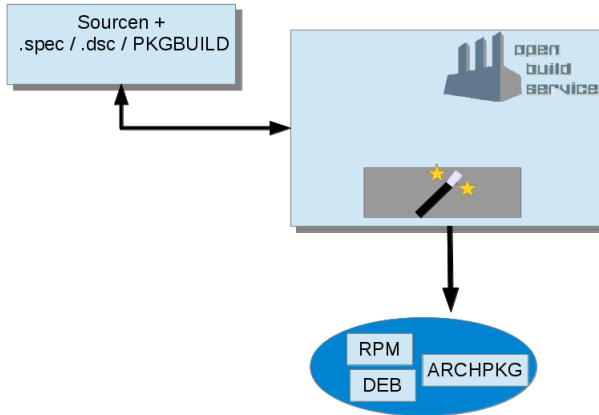 Sourcen +
.spec / .dsc / PKGBUILD
open
build
service
RPM
DEB
ARCHPKG